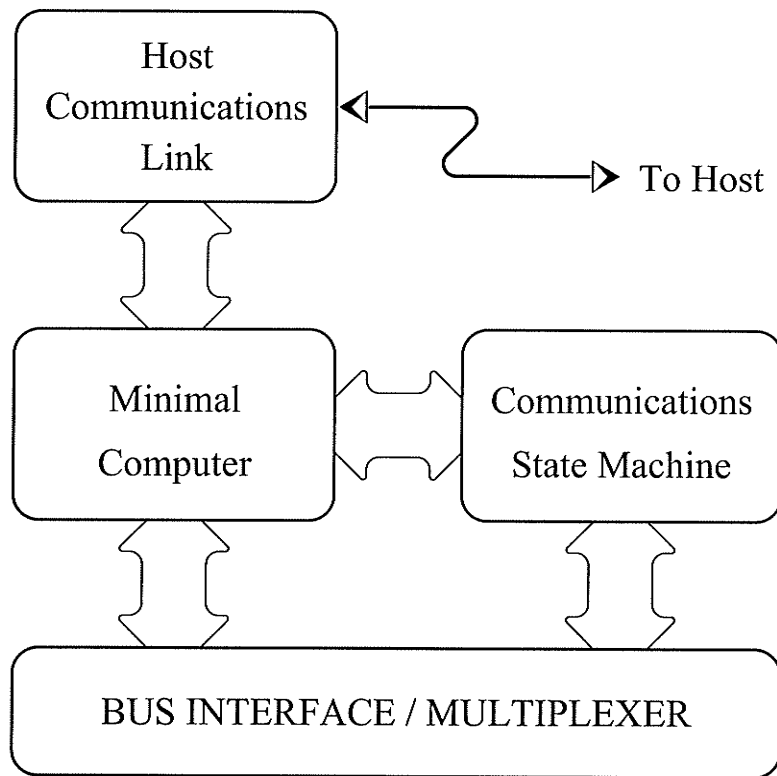 Host
Communications
Link
To Host
Minimal
Computer
Communications
State Machine
BUS INTERFACE / MULTIPLEXER